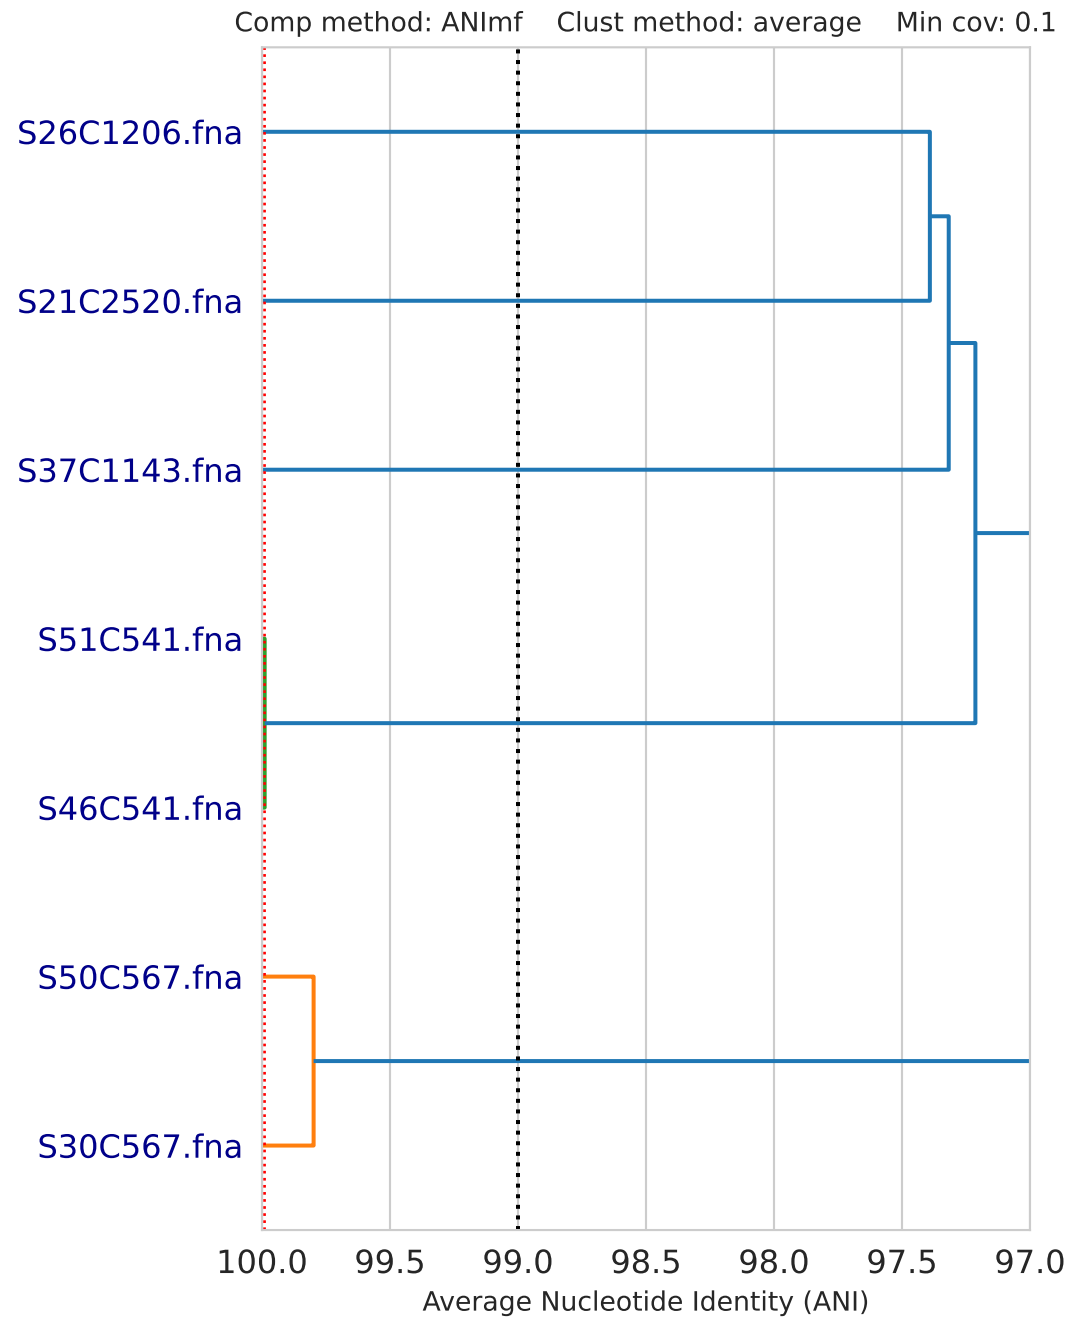 Comp method: ANImf    Clust method: average    Min cov: 0.1
S26C1206.fna
S21C2520.fna
S37C1143.fna
S51C541.fna
S46C541.fna
S50C567.fna
S30C567.fna
100.0 99.5 99.0 98.5 98.0 97.5 97.0
Average Nucleotide Identity (ANI)